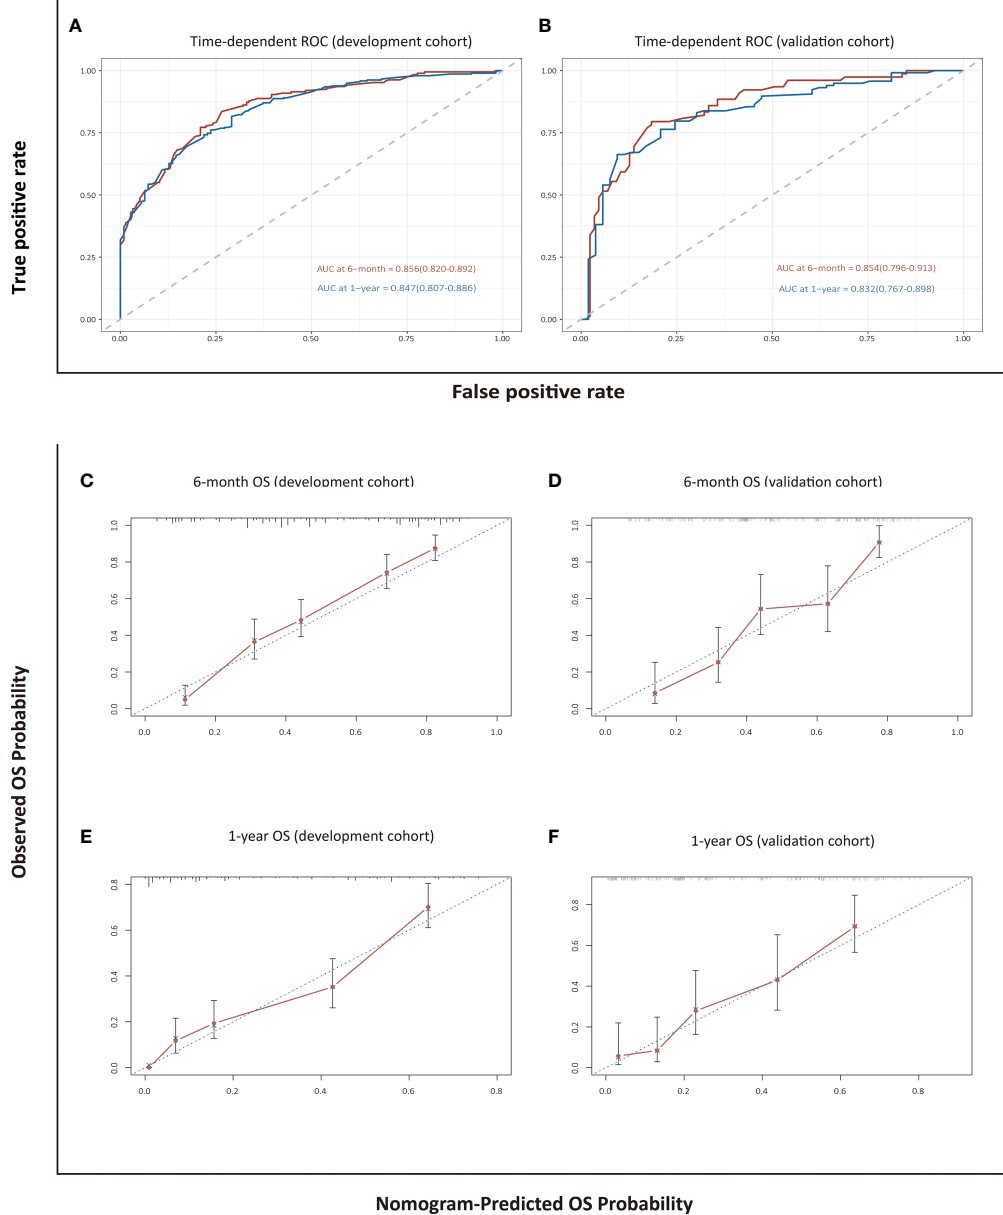 A
Time-dependent ROC (development cohort)
1.00
0.75
0.50
0.25
0.00
AUC at 6−month = 0.856(0.820-0.892)
AUC at 1−year = 0.847(0.807-0.886)
0.00 0.25 0.50 0.75 1.00
B
Time-dependent ROC (validation cohort)
1.00
0.75
0.50
0.25
0.00
AUC at 6−month = 0.854(0.796-0.913)
AUC at 1−year = 0.832(0.767-0.898)
0.00 0.25 0.50 0.75 1.00
True positive rate
False positive rate
C
6-month OS (development cohort)
1.0
0.8
0.6
0.4
0.2
0.0
0.0 0.2 0.4 0.6 0.8 1.0
D
6-month OS (validation cohort)
1.0
0.8
0.6
0.4
0.2
0.0
0.0 0.2 0.4 0.6 0.8 1.0
E
1-year OS (development cohort)
0.8
0.6
0.4
0.2
0.0
0.0 0.2 0.4 0.6 0.8
F
1-year OS (validation cohort)
0.8
0.6
0.4
0.2
0.0
0.0 0.2 0.4 0.6 0.8
Observed OS Probability
Nomogram-Predicted OS Probability